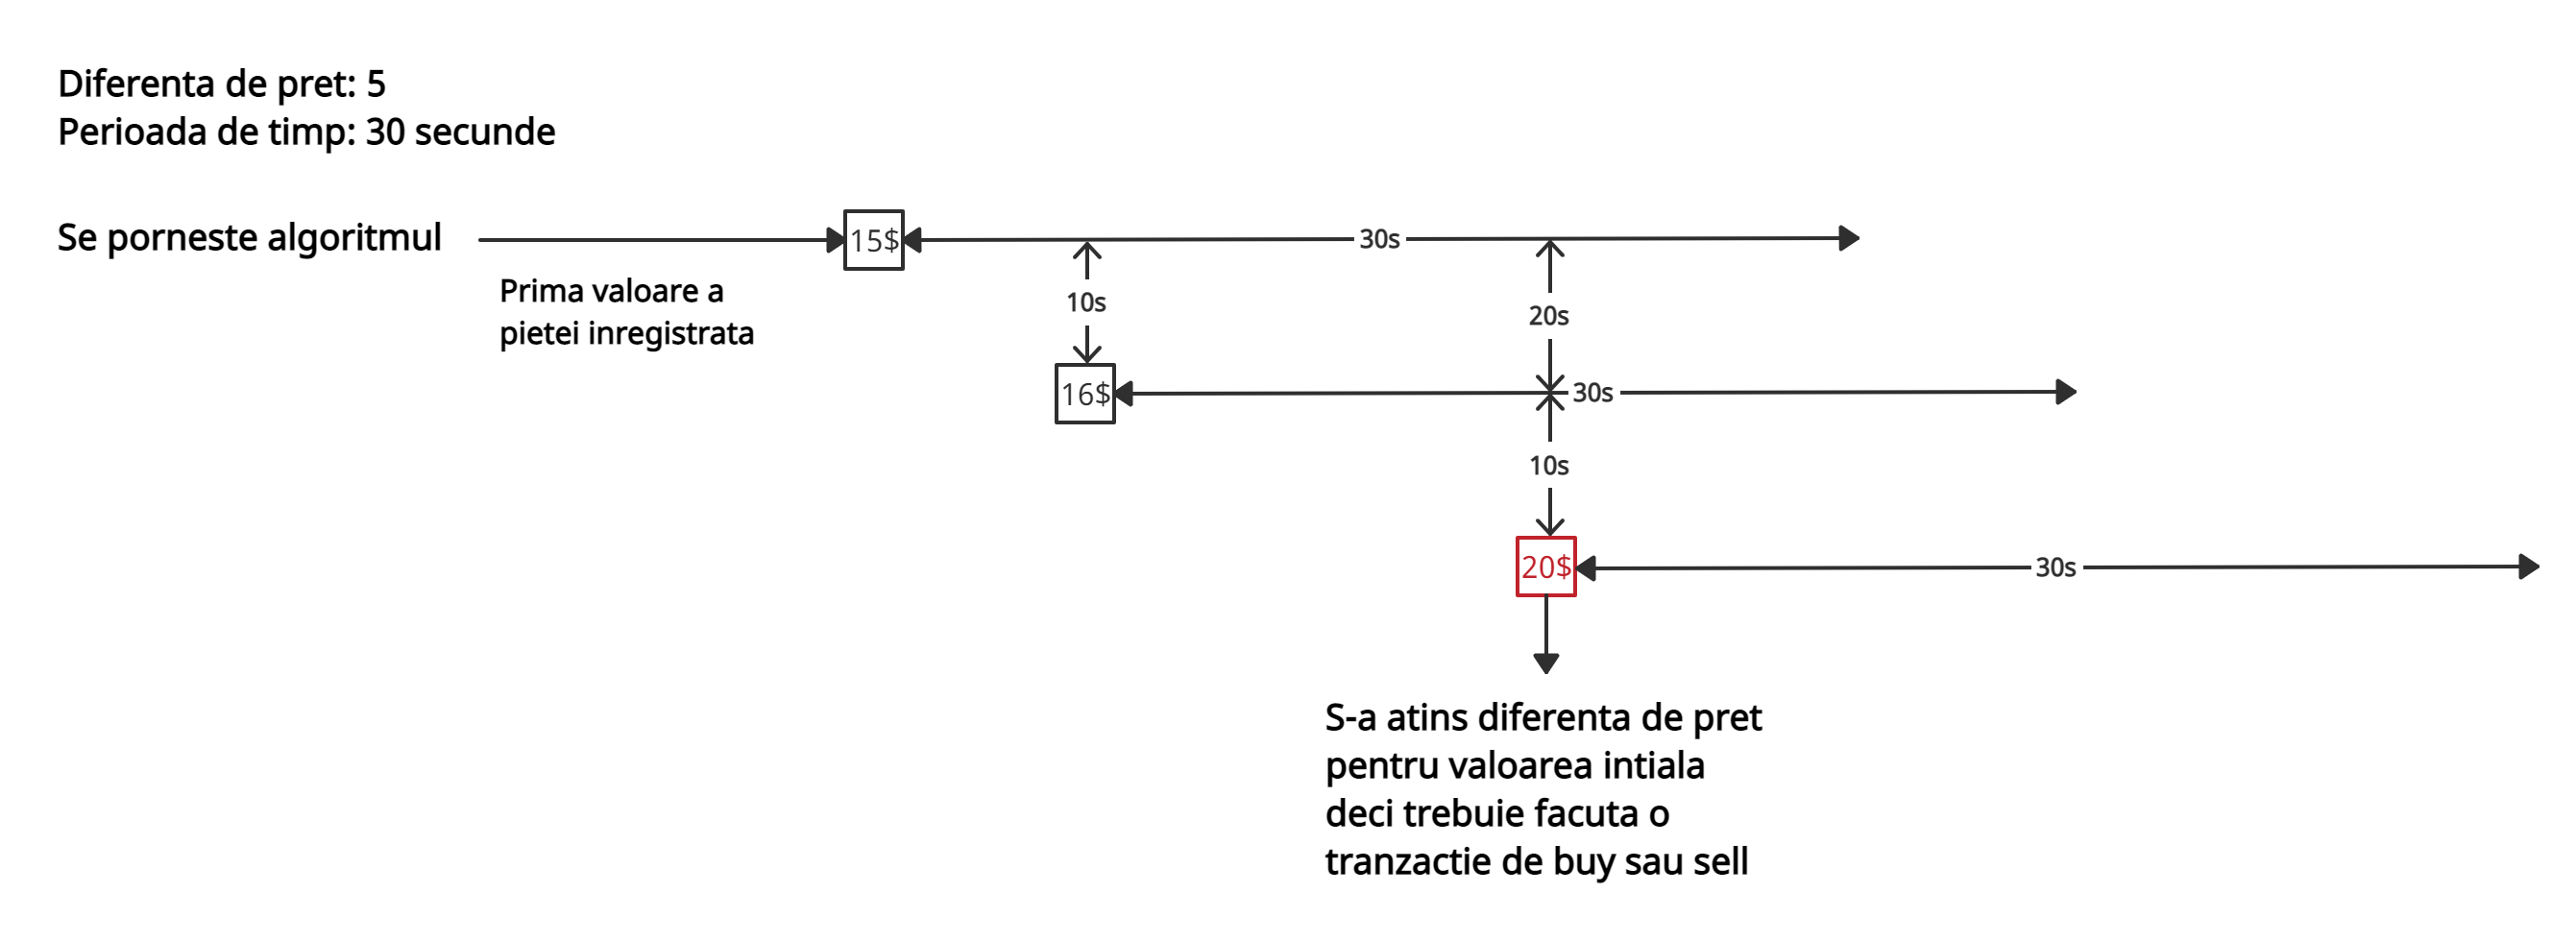 Diferenta de pret: 5
Perioada de timp: 30 secunde
Se porneste algoritmul
15$
30s
Prima valoare a
pietei inregistrata
10s
20s
16$
30s
10s
20$
30s
S-a atins diferenta de pret
pentru valoarea intiala
deci trebuie facuta o
tranzactie de buy sau sell